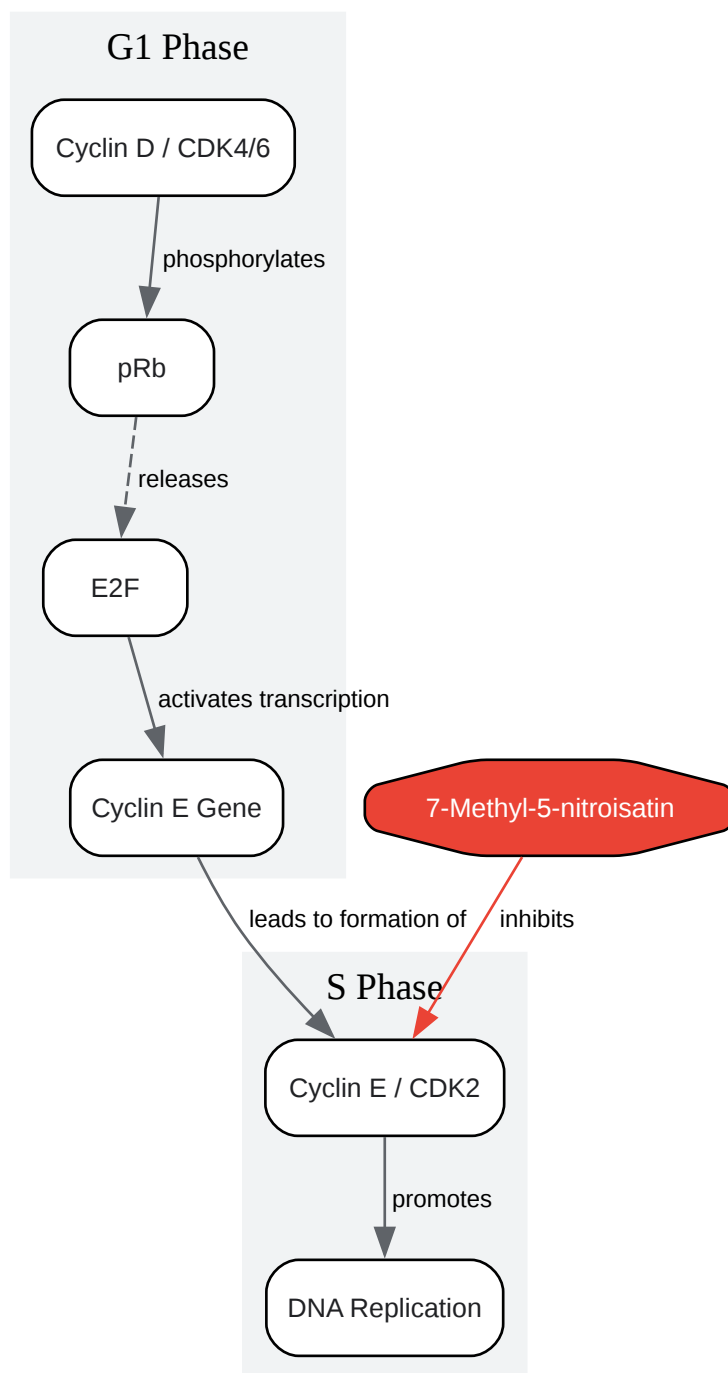 G1 Phase
Cyclin D / CDK4/6
phosphorylates
pRb
releases
E2F
activates transcription
Cyclin E Gene
7-Methyl-5-nitroisatin
leads to formation of
inhibits
S Phase
Cyclin E / CDK2
promotes
DNA Replication